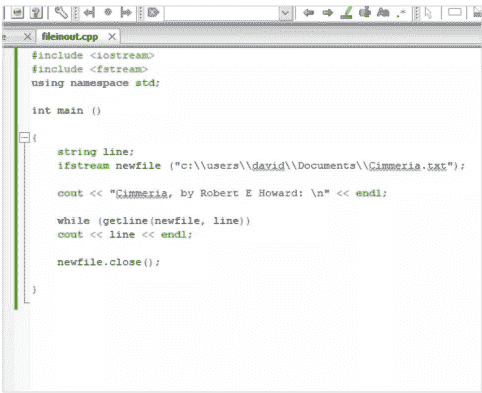 fileinout.cpp
#include <iostream>
#include <fstream>
using namespace std;
int main ()
{
string line;
ifstream newfile ("c:\\users\\david\\Documents\\Cimmeria.txt");
cout << "Cimmeria, by Robert E Howard: \n" << endl;
while (getline(newfile, line))
cout << line << endl;
newfile.close();
}